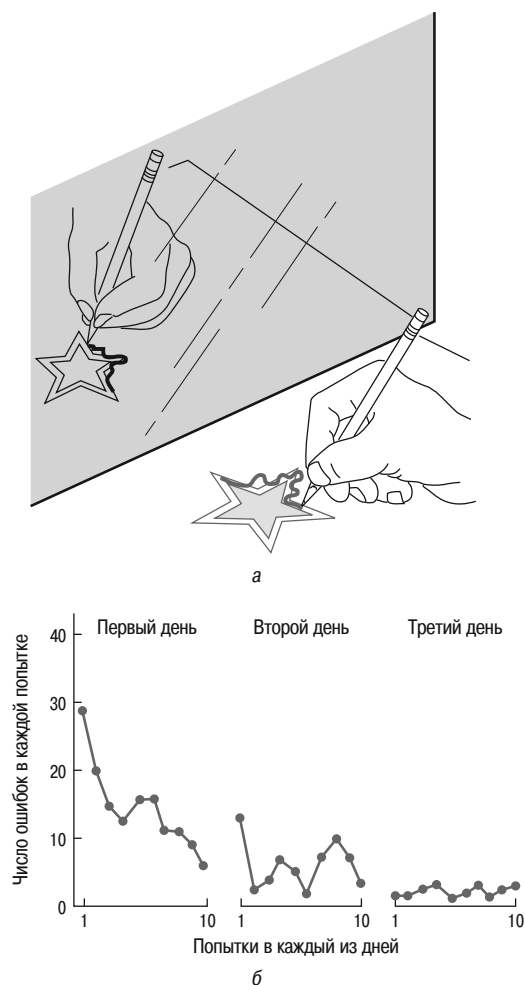 а
Первый день Второй день Третий день
Число ошибок в каждой попытке
40
30
20
10
0
1 10 1 10 1 10
Попытки в каждый из дней
б